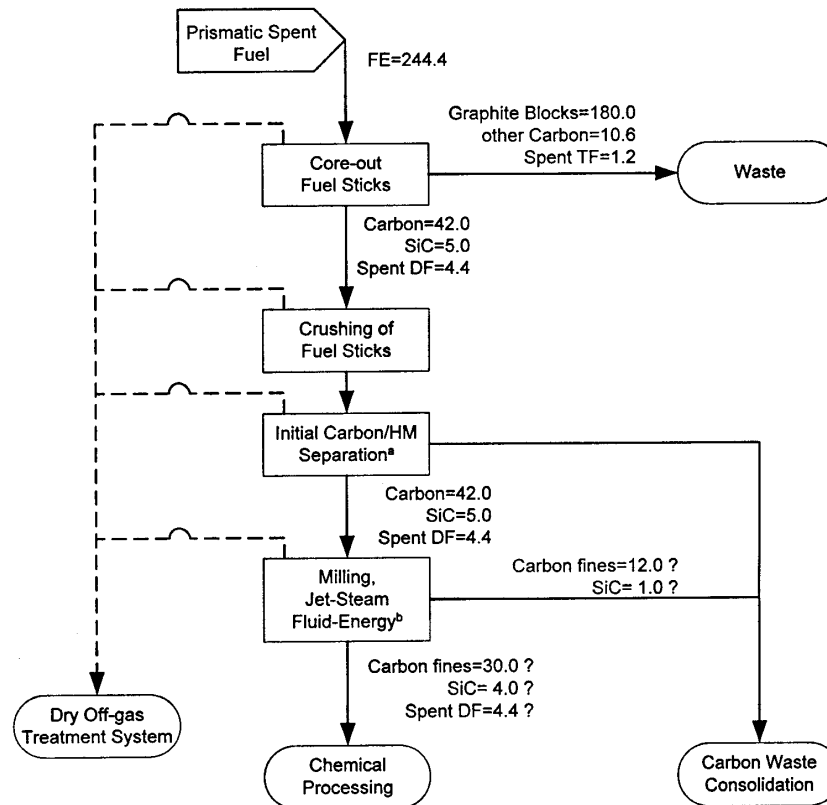 Prismatic Spent
Fuel
FE=244.4
Graphite Blocks=180.0
other Carbon=10.6
Spent TF=1.2
Core-out
Fuel Sticks
Waste
Carbon=42.0
SiC=5.0
Spent DF=4.4
Crushing of
Fuel Sticks
Initial Carbon/HM
Separationᵃ
Carbon=42.0
SiC=5.0
Spent DF=4.4
Carbon fines=12.0 ?
SiC= 1.0 ?
Milling,
Jet-Steam
Fluid-Energyᵇ
Carbon fines=30.0 ?
SiC= 4.0 ?
Spent DF=4.4 ?
Dry Off-gas
Treatment System
Chemical
Processing
Carbon Waste
Consolidation